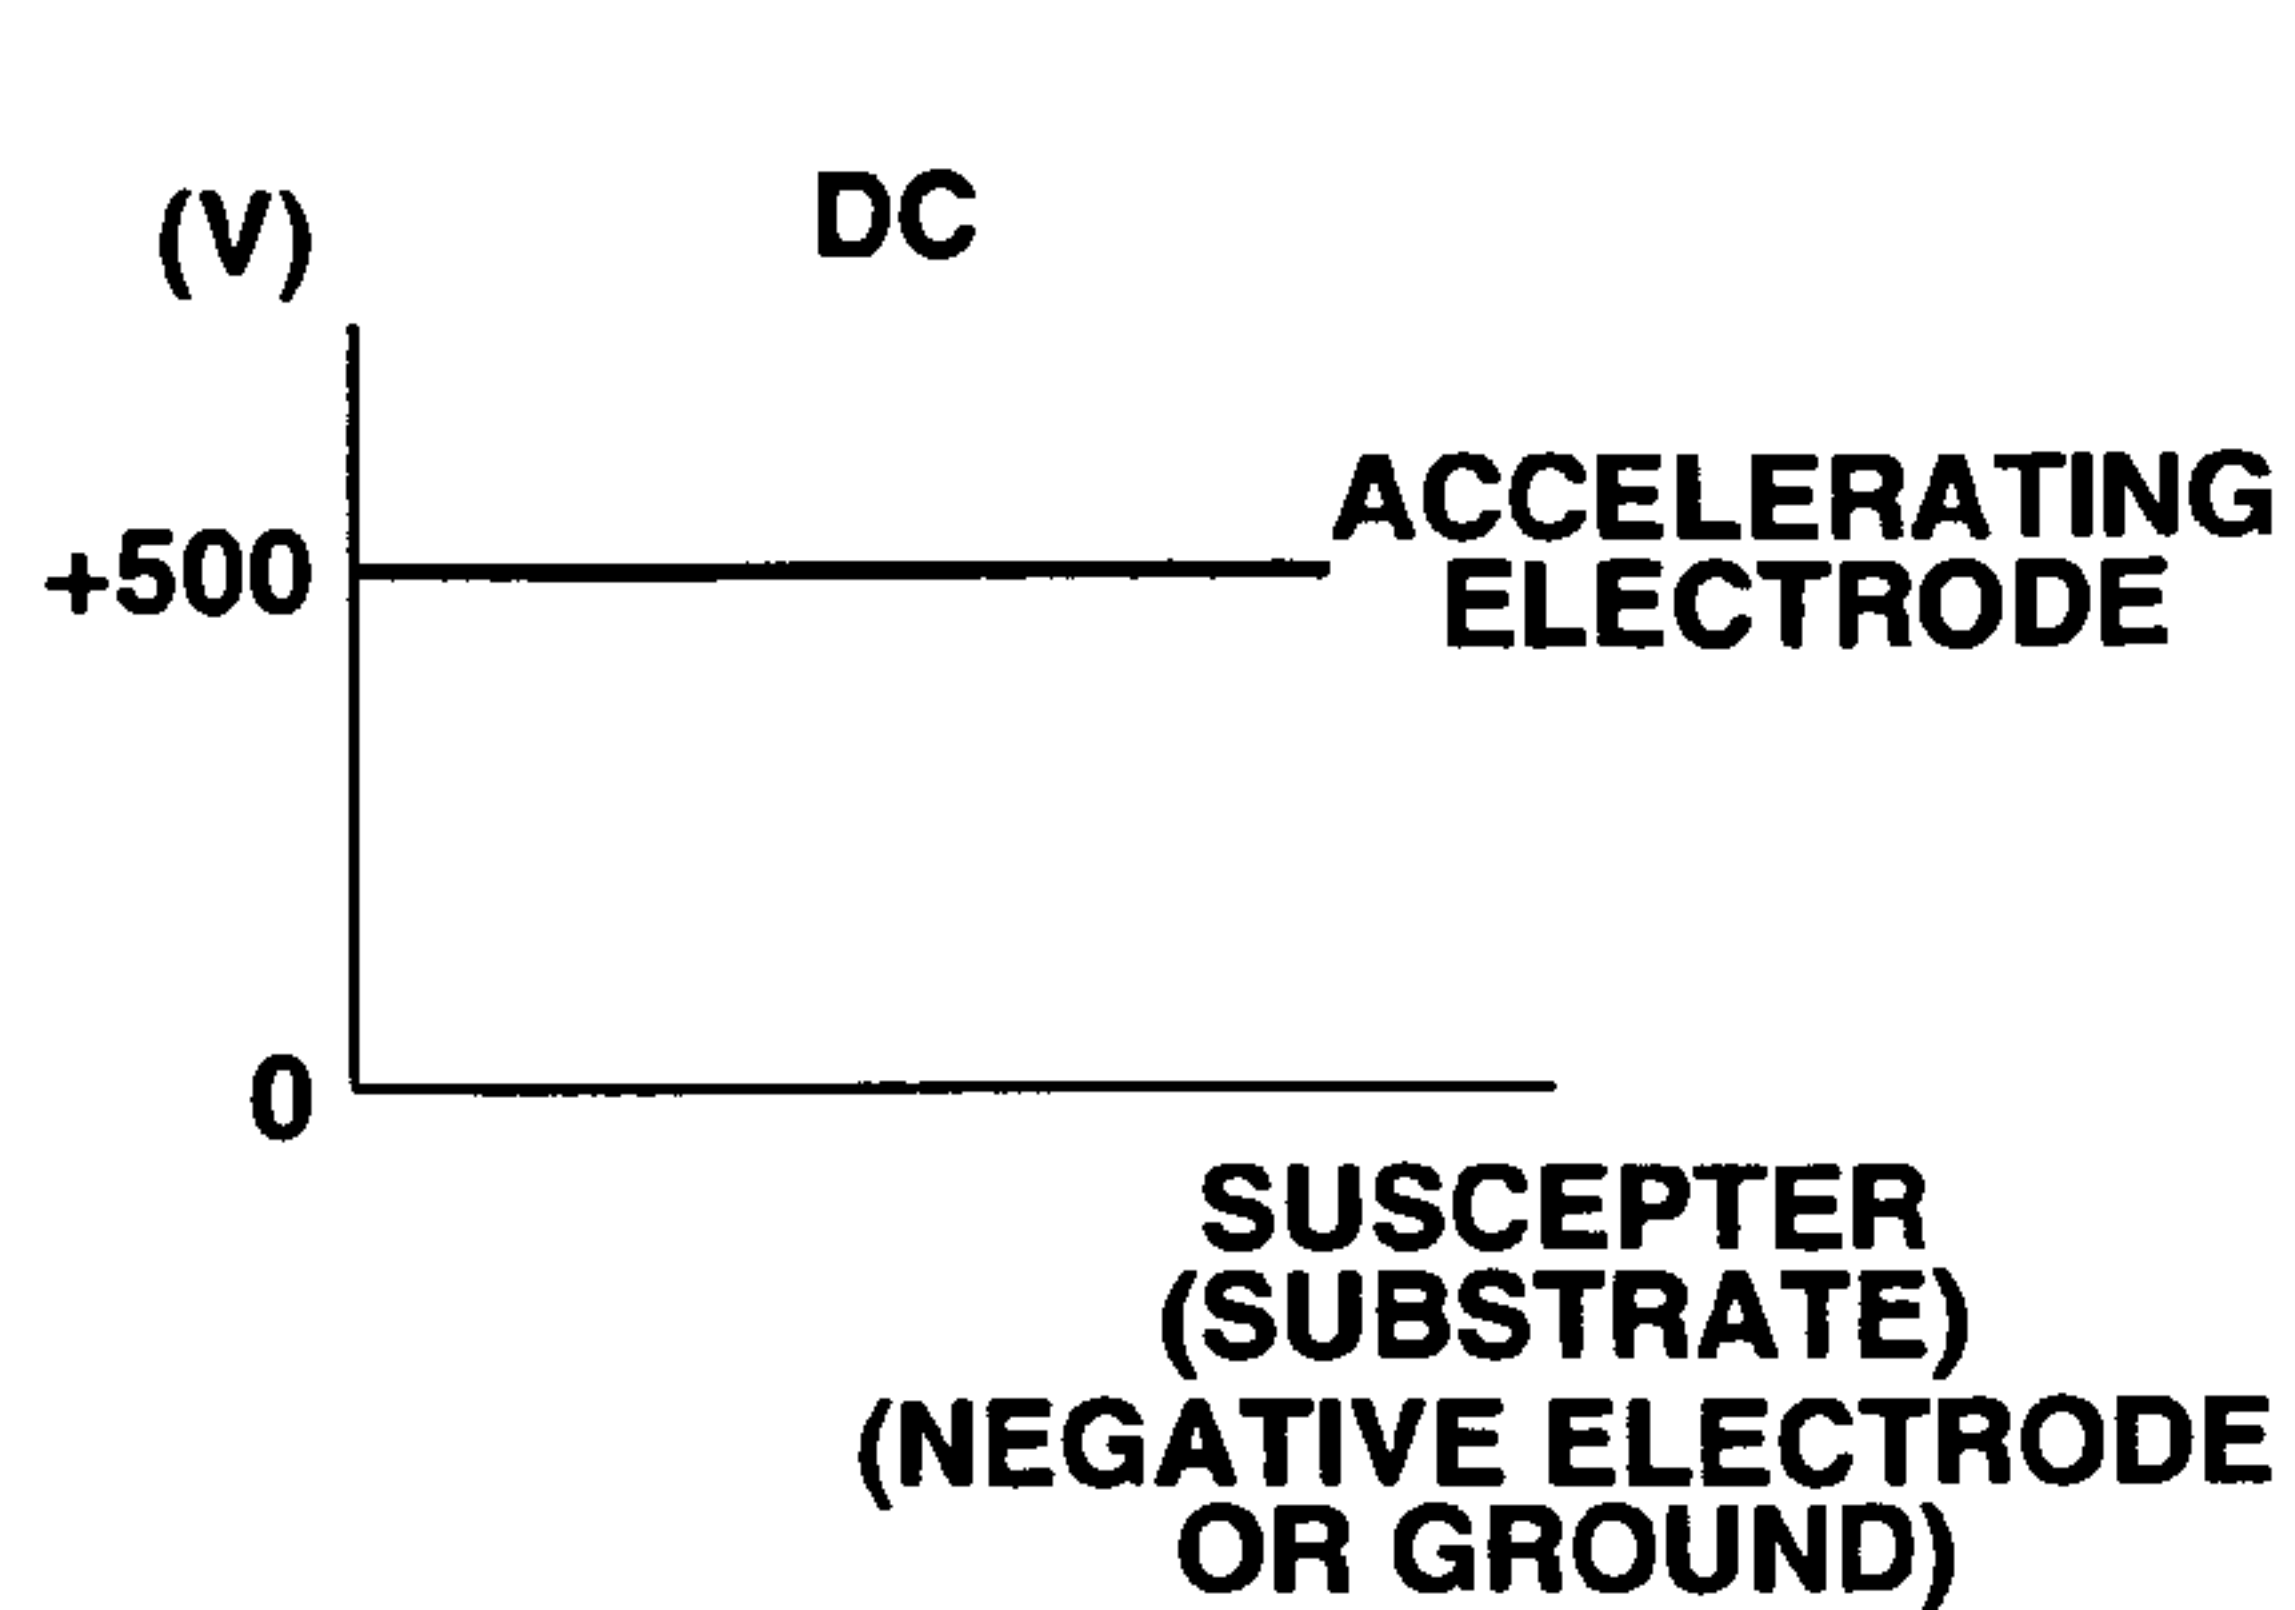 DC
(V)
ACCELERATING
ELECTRODE
+500
0
SUSCEPTER
(SUBSTRATE)
(NEGATIVE ELECTRODE
OR GROUND)